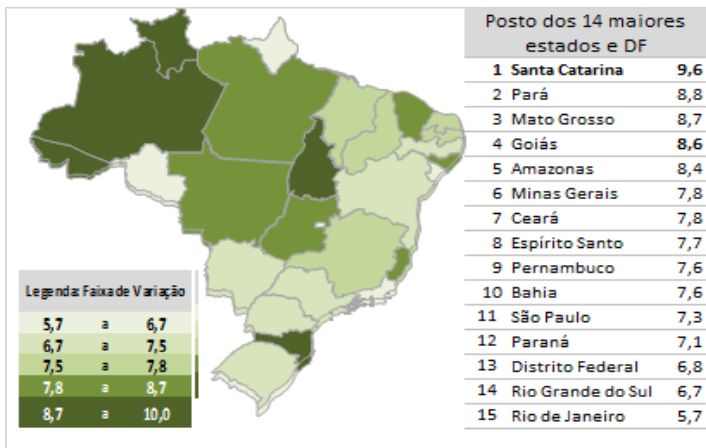 Posto dos 14 maiores
estados e DF
1 Santa Catarina 9,6
2 Pará 8,8
3 Mato Grosso 8,7
4 Goiás 8,6
5 Amazonas 8,4
6 Minas Gerais 7,8
7 Ceará 7,8
8 Espírito Santo 7,7
9 Pernambuco 7,6
10 Bahia 7,6
11 São Paulo 7,3
12 Paraná 7,1
13 Distrito Federal 6,8
14 Rio Grande do Sul 6,7
15 Rio de Janeiro 5,7
Legenda: Faixa de Variação
5,7 a 6,7
6,7 a 7,5
7,5 a 7,8
7,8 a 8,7
8,7 a 10,0